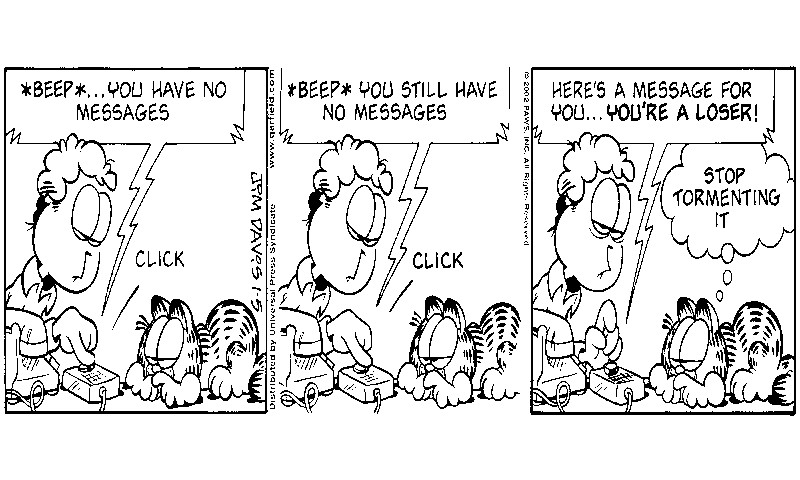 *BEEP*...YOU HAVE NO
MESSAGES
CLICK
JIM DAVIS 1-5
www.garfield.com
Distributed by Universal Press Syndicate
*BEEP* YOU STILL HAVE
NO MESSAGES
CLICK
© 2002 PAWS, INC. All Rights Reserved
HERE'S A MESSAGE FOR
YOU...YOU'RE A LOSER!
STOP
TORMENTING
IT